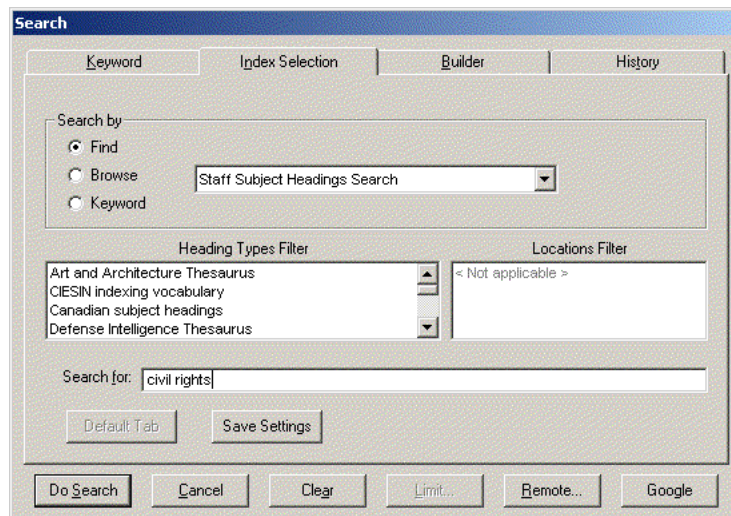 Search
Keyword Index Selection Builder History
Search by
Find
Browse
Staff Subject Headings Search
Keyword
Heading Types Filter Locations Filter
Art and Architecture Thesaurus < Not applicable >
CIESIN indexing vocabulary
Canadian subject headings
Defense Intelligence Thesaurus
Search for: civil rights
Default Tab Save Settings
Do Search Cancel Clear Limit... Remote... Google